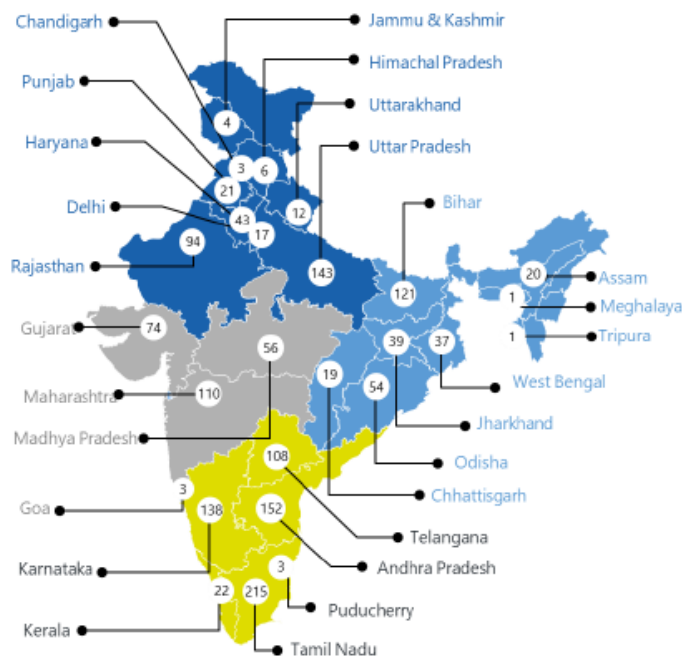 Chandigarh
Jammu & Kashmir
Himachal Pradesh
Punjab
Uttarakhand
4
Haryana
Uttar Pradesh
3
6
21
Delhi
Bihar
12
43
17
94
Rajasthan
143
20
Assam
121
1
Meghalaya
Gujarat
74
1
Tripura
56
39
37
19
West Bengal
54
Maharashtra
110
Jharkhand
Madhya Pradesh
108
Odisha
3
Chhattisgarh
Goa
138
152
Telangana
Karnataka
3
Andhra Pradesh
22
215
Puducherry
Kerala
Tamil Nadu